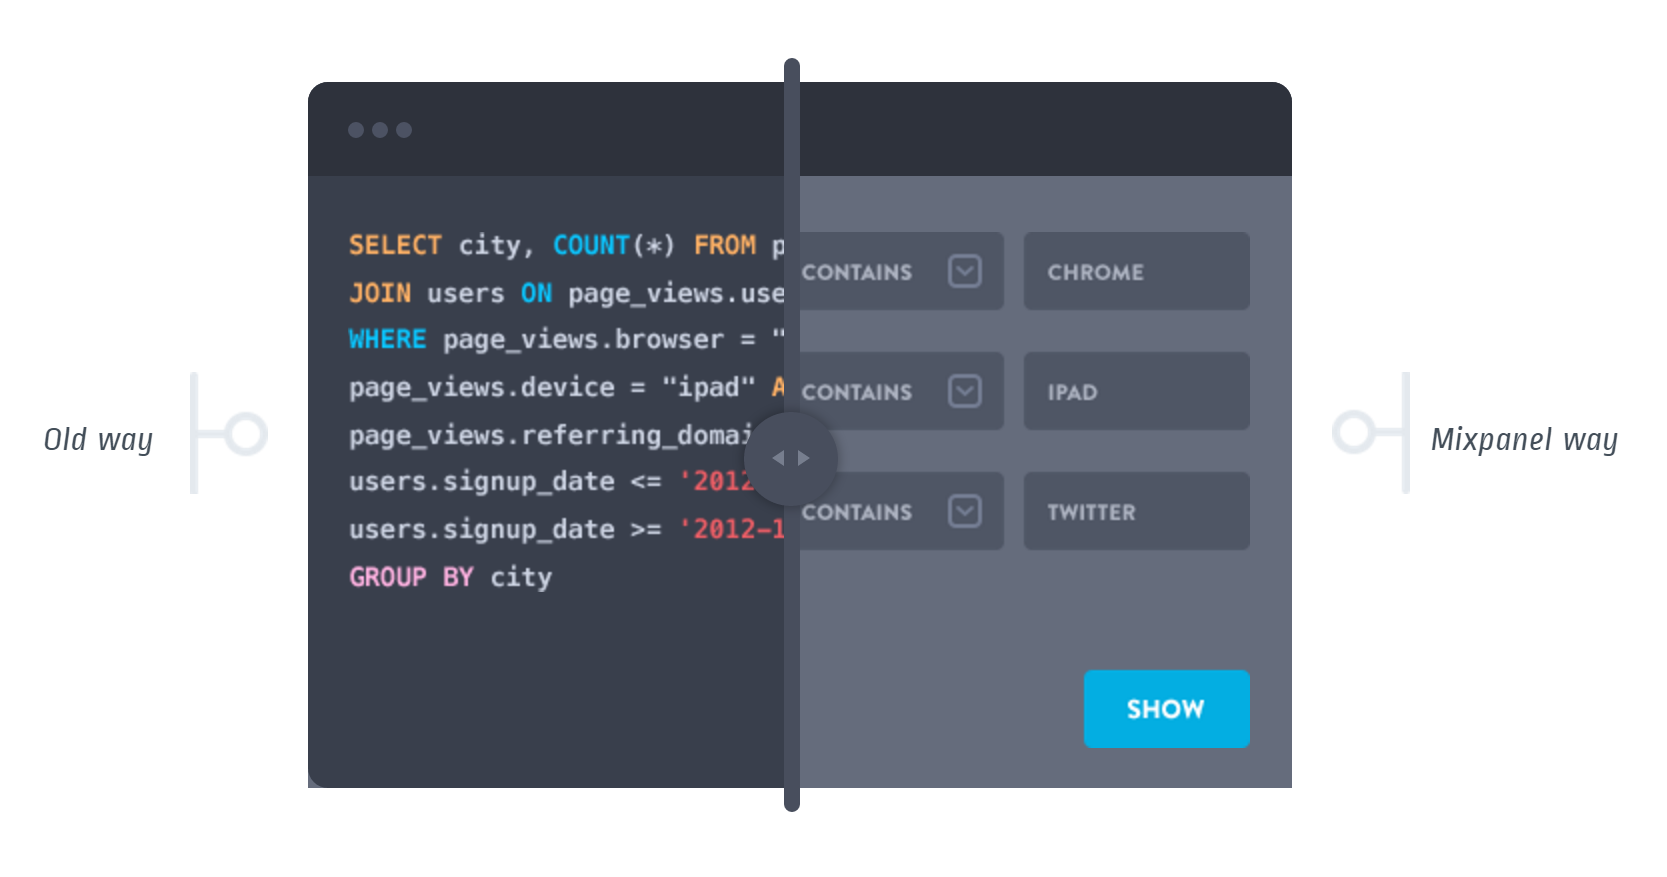 Old way
SELECT city, COUNT(*) FROM p
JOIN users ON page_views.use
WHERE page_views.browser = "
page_views.device = "ipad" A
page_views.referring_domai
users.signup_date <= '2012
users.signup_date >= '2012-1
GROUP BY city
CONTAINS CHROME
CONTAINS IPAD
CONTAINS TWITTER
SHOW
Mixpanel way